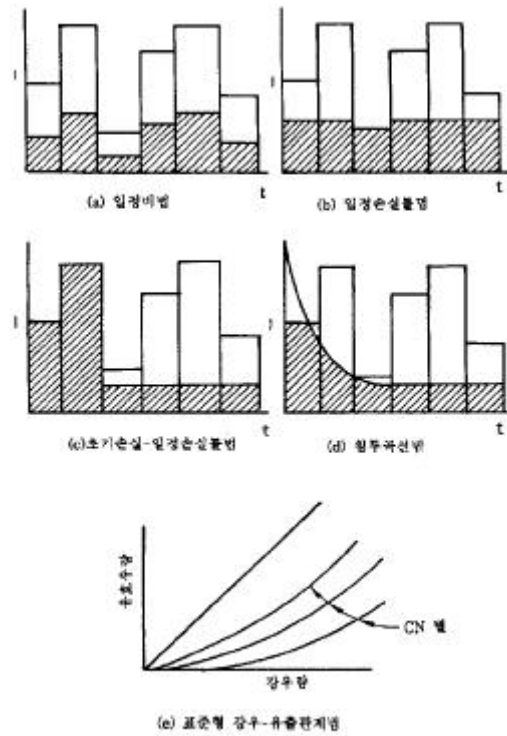 I
t
(a) 일정비법
I
t
(b) 일정손실률법
I
t
(c)초기손실-일정손실률법
I
t
(d) 침투곡선법
유효우량
CN 별
강우량
(e) 표준형 강우-유출관계법